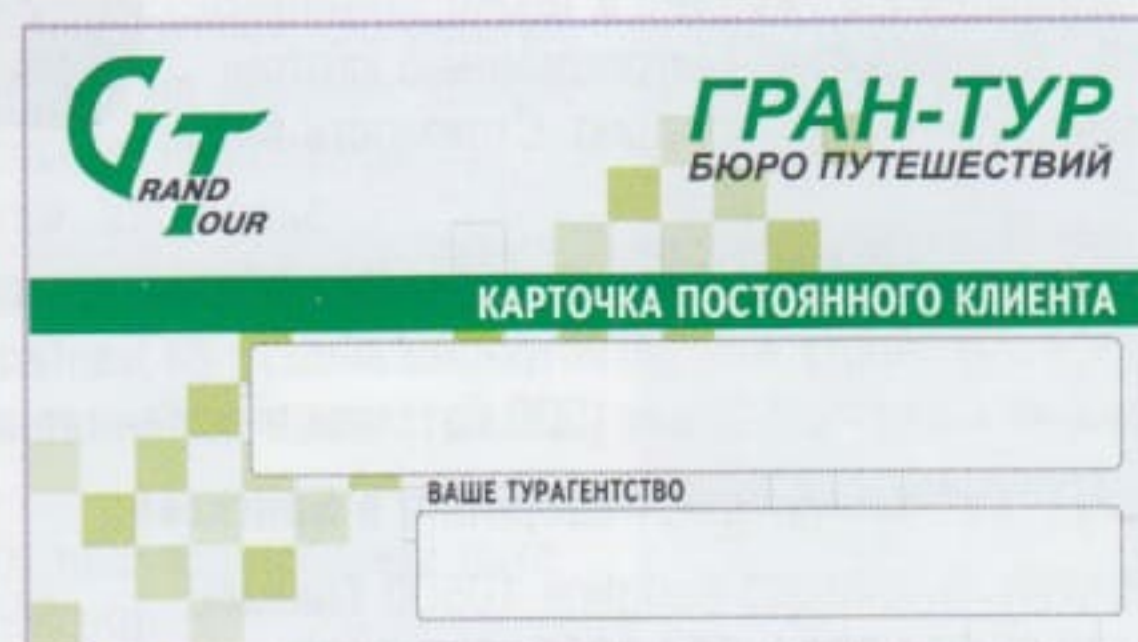 GRAND
TOUR
ГРАН-ТУР
БЮРО ПУТЕШЕСТВИЙ
КАРТОЧКА ПОСТОЯННОГО КЛИЕНТА
ВАШЕ ТУРАГЕНТСТВО